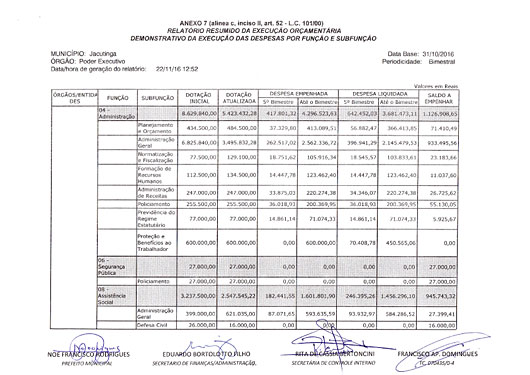 ANEXO 7 (alínea c, inciso II, art. 52 - L.C. 101/00)
RELATÓRIO RESUMIDO DA EXECUÇÃO ORÇAMENTÁRIA
DEMONSTRATIVO DA EXECUÇÃO DAS DESPESAS POR FUNÇÃO E SUBFUNÇÃO
MUNICÍPIO: Jacutinga Data Base: 31/10/2016
ÓRGÃO: Poder Executivo Periodicidade: Bimestral
Data/hora de geração do relatório: 22/11/16 12:52
Valores em Reais
ÓRGÃOS/ENTIDADES FUNÇÃO SUBFUNÇÃO DOTAÇÃO INICIAL DOTAÇÃO ATUALIZADA DESPESA EMPENHADA DESPESA LIQUIDADA SALDO A EMPENHAR
5º Bimestre Até o Bimestre 5º Bimestre Até o Bimestre
04 - Administração 8.629.840,00 5.423.432,28 417.801,32 4.296.523,63 642.452,03 3.681.473,11 1.126.908,65
Planejamento e Orçamento 434.500,00 484.500,00 37.329,80 413.089,51 56.882,47 366.413,85 71.410,49
Administração Geral 6.825.840,00 3.495.832,28 262.517,02 2.562.336,72 396.941,29 2.145.479,53 933.495,56
Normatização e Fiscalização 77.500,00 129.100,00 18.751,62 105.916,34 18.545,57 103.833,61 23.183,66
Formação de Recursos Humanos 112.500,00 134.500,00 14.447,78 123.462,40 14.447,78 123.462,40 11.037,60
Administração de Receitas 247.000,00 247.000,00 33.875,03 220.274,38 34.346,07 220.274,38 26.725,62
Policiamento 255.500,00 255.500,00 36.018,93 200.369,95 36.018,93 200.369,95 55.130,05
Previdência do Regime Estatutário 77.000,00 77.000,00 14.861,14 71.074,33 14.861,14 71.074,33 5.925,67
Proteção e Benefícios ao Trabalhador 600.000,00 600.000,00 0,00 600.000,00 70.408,78 450.565,06 0,00
06 - Segurança Pública 27.000,00 27.000,00 0,00 0,00 0,00 0,00 27.000,00
Policiamento 27.000,00 27.000,00 0,00 0,00 0,00 0,00 27.000,00
08 - Assistência Social 3.237.500,00 2.547.545,22 182.441,55 1.601.801,90 246.395,26 1.456.296,10 945.743,32
Administração Geral 399.000,00 621.035,00 87.071,65 593.635,59 93.932,97 584.286,52 27.399,41
Defesa Civil 26.000,00 16.000,00 0,00 0,00 0,00 0,00 16.000,00
NOÉ FRANCISCO RODRIGUES EDUARDO BORTOLOTTO FILHO RITA DE CÁSSIA BERTONCINI FRANCISCO AP. DOMINGUES
PREFEITO MUNICIPAL SECRETARIO DE FINANÇAS/ADMINISTRAÇÃO. SECRETARIA DE CONTROLE INTERNO